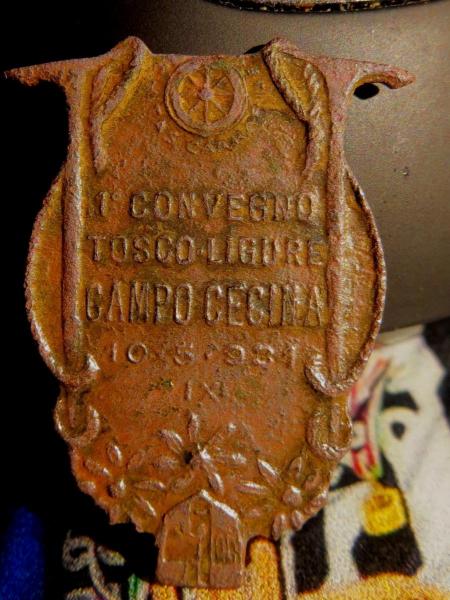 1° CONVEGNO
TOSCO-LIGURE
CAMPO CECINA
10·5·931
IX